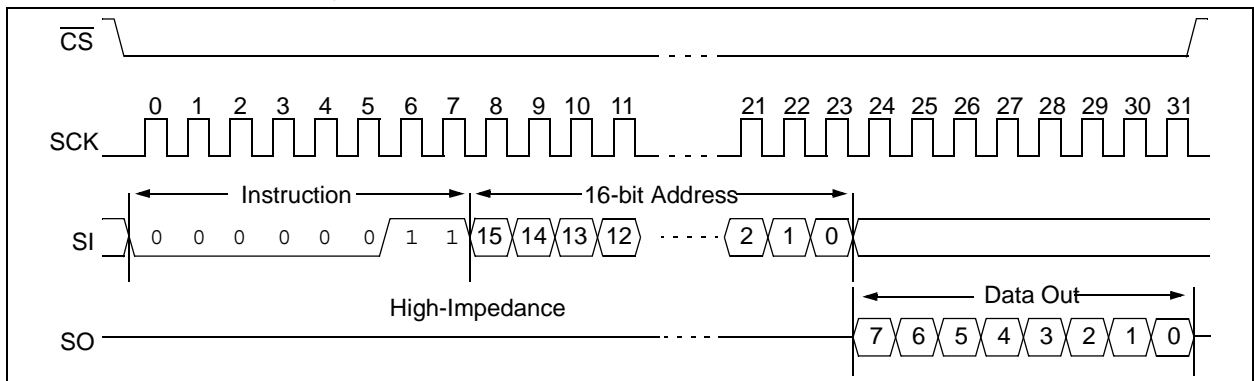 CS
0 1 2 3 4 5 6 7 8 9 10 11 21 22 23 24 25 26 27 28 29 30 31
SCK
Instruction 16-bit Address
SI 0 0 0 0 0 0 1 1 15 14 13 12 2 1 0
High-Impedance Data Out
SO 7 6 5 4 3 2 1 0